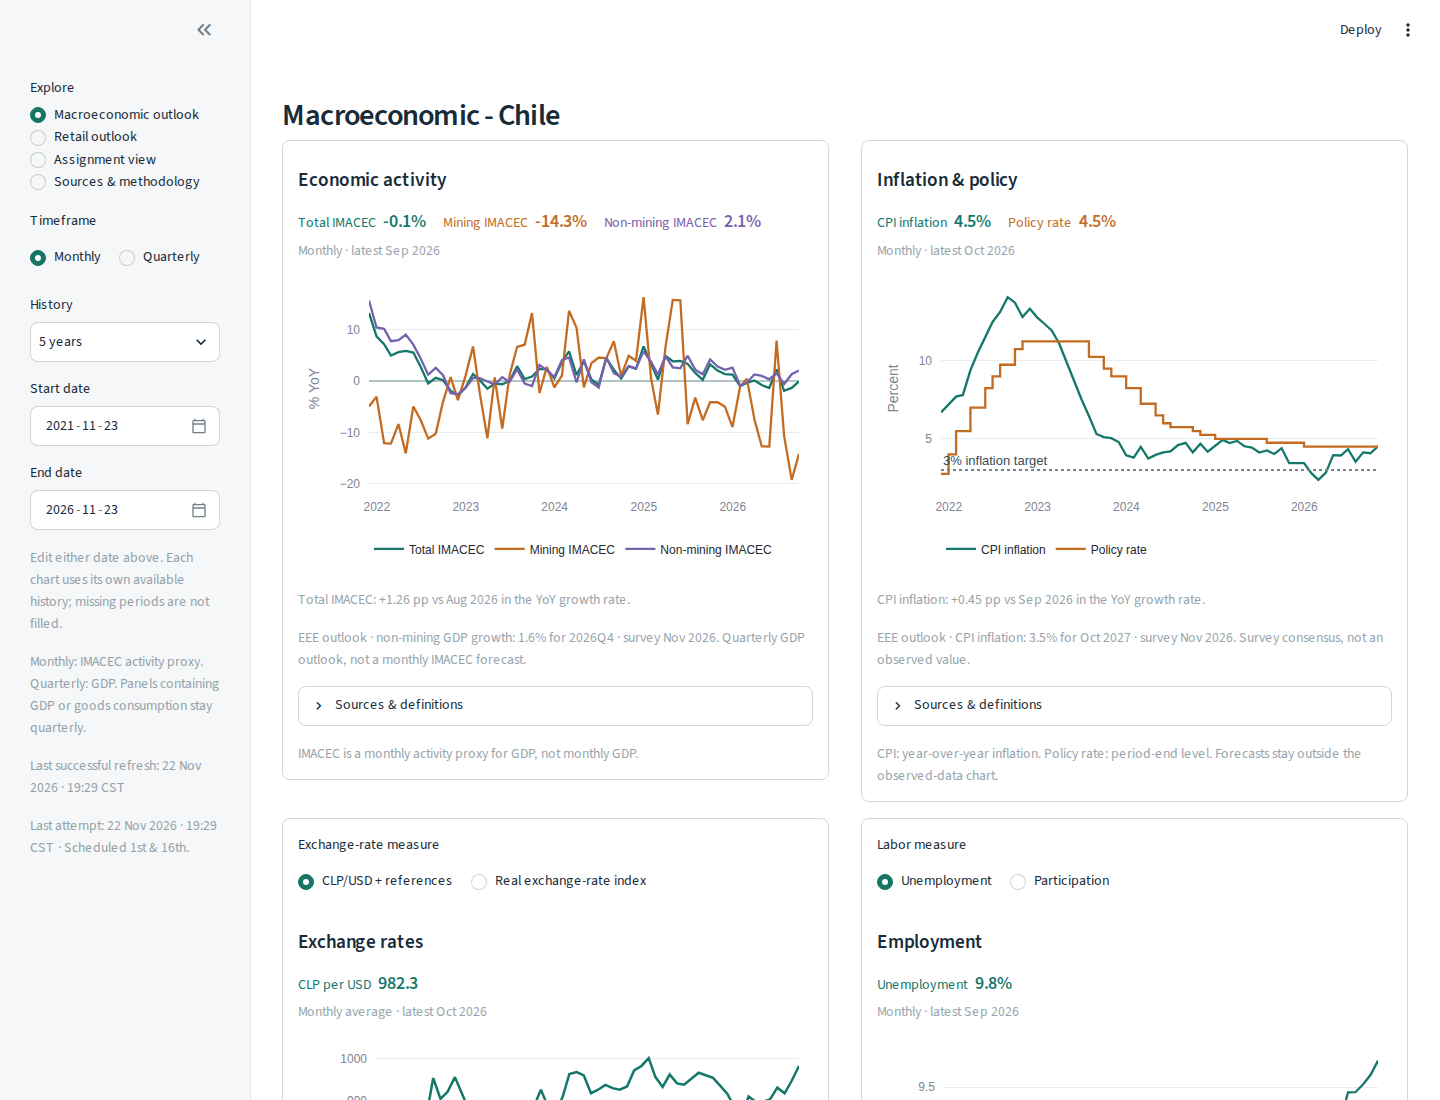 Deploy
Explore
Macroeconomic outlook
Retail outlook
Assignment view
Sources & methodology
Timeframe
Monthly
Quarterly
History
5 years
Start date
2021-11-23
End date
2026-11-23
Edit either date above. Each
chart uses its own available
history; missing periods are not
filled.
Monthly: IMACEC activity proxy.
Quarterly: GDP. Panels containing
GDP or goods consumption stay
quarterly.
Last successful refresh: 22 Nov
2026 · 19:29 CST
Last attempt: 22 Nov 2026 · 19:29
CST · Scheduled 1st & 16th.
Macroeconomic - Chile
Economic activity
Total IMACEC -0.1% Mining IMACEC -14.3% Non-mining IMACEC 2.1%
Monthly · latest Sep 2026
% YoY
10
0
−10
−20
2022 2023 2024 2025 2026
Total IMACEC Mining IMACEC Non-mining IMACEC
Total IMACEC: +1.26 pp vs Aug 2026 in the YoY growth rate.
EEE outlook · non-mining GDP growth: 1.6% for 2026Q4 · survey Nov 2026. Quarterly GDP
outlook, not a monthly IMACEC forecast.
Sources & definitions
IMACEC is a monthly activity proxy for GDP, not monthly GDP.
Inflation & policy
CPI inflation 4.5% Policy rate 4.5%
Monthly · latest Oct 2026
Percent
10
5
3% inflation target
2022 2023 2024 2025 2026
CPI inflation Policy rate
CPI inflation: +0.45 pp vs Sep 2026 in the YoY growth rate.
EEE outlook · CPI inflation: 3.5% for Oct 2027 · survey Nov 2026. Survey consensus, not an
observed value.
Sources & definitions
CPI: year-over-year inflation. Policy rate: period-end level. Forecasts stay outside the
observed-data chart.
Exchange-rate measure
CLP/USD + references
Real exchange-rate index
Exchange rates
CLP per USD 982.3
Monthly average · latest Oct 2026
1000
Labor measure
Unemployment
Participation
Employment
Unemployment 9.8%
Monthly · latest Sep 2026
9.5